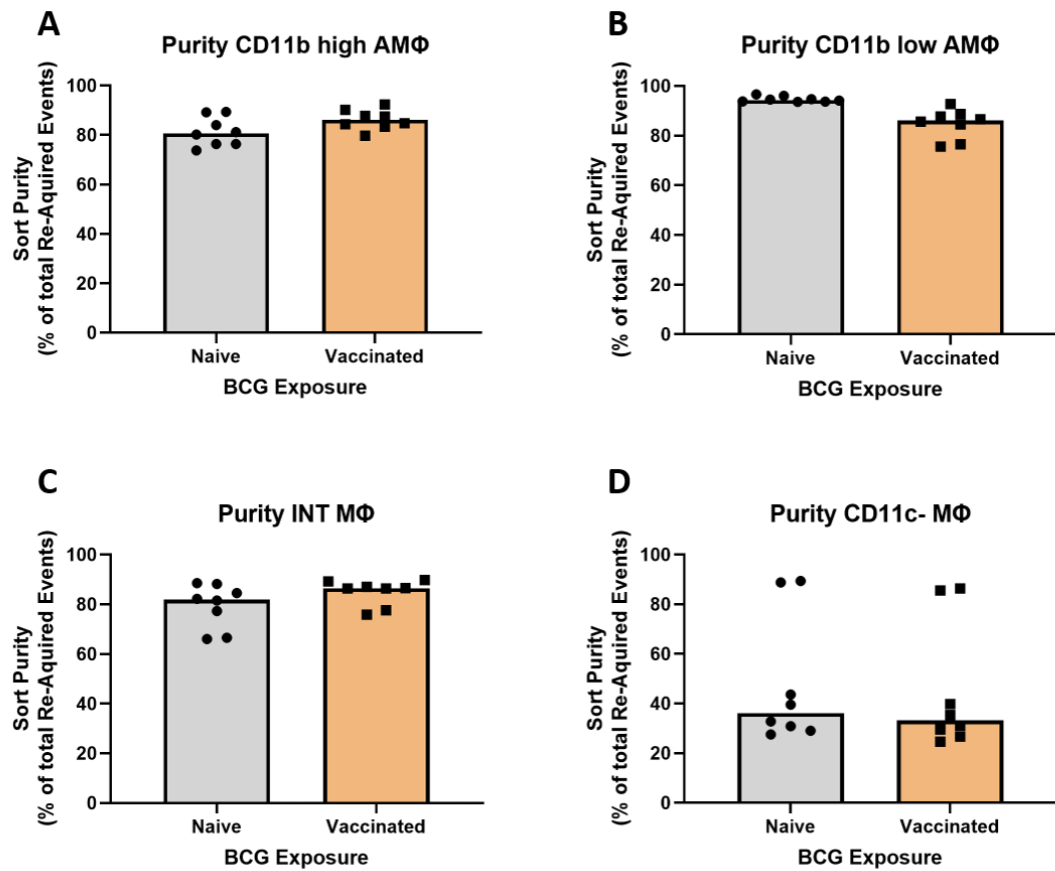 A
Purity CD11b high AMΦ
Sort Purity
(% of total Re-Aquired Events)
100
80
60
40
20
0
Naive Vaccinated
BCG Exposure
B
Purity CD11b low AMΦ
Sort Purity
(% of total Re-Aquired Events)
100
80
60
40
20
0
Naive Vaccinated
BCG Exposure
C
Purity INT MΦ
Sort Purity
(% of total Re-Aquired Events)
100
80
60
40
20
0
Naive Vaccinated
BCG Exposure
D
Purity CD11c- MΦ
Sort Purity
(% of total Re-Aquired Events)
100
80
60
40
20
0
Naive Vaccinated
BCG Exposure